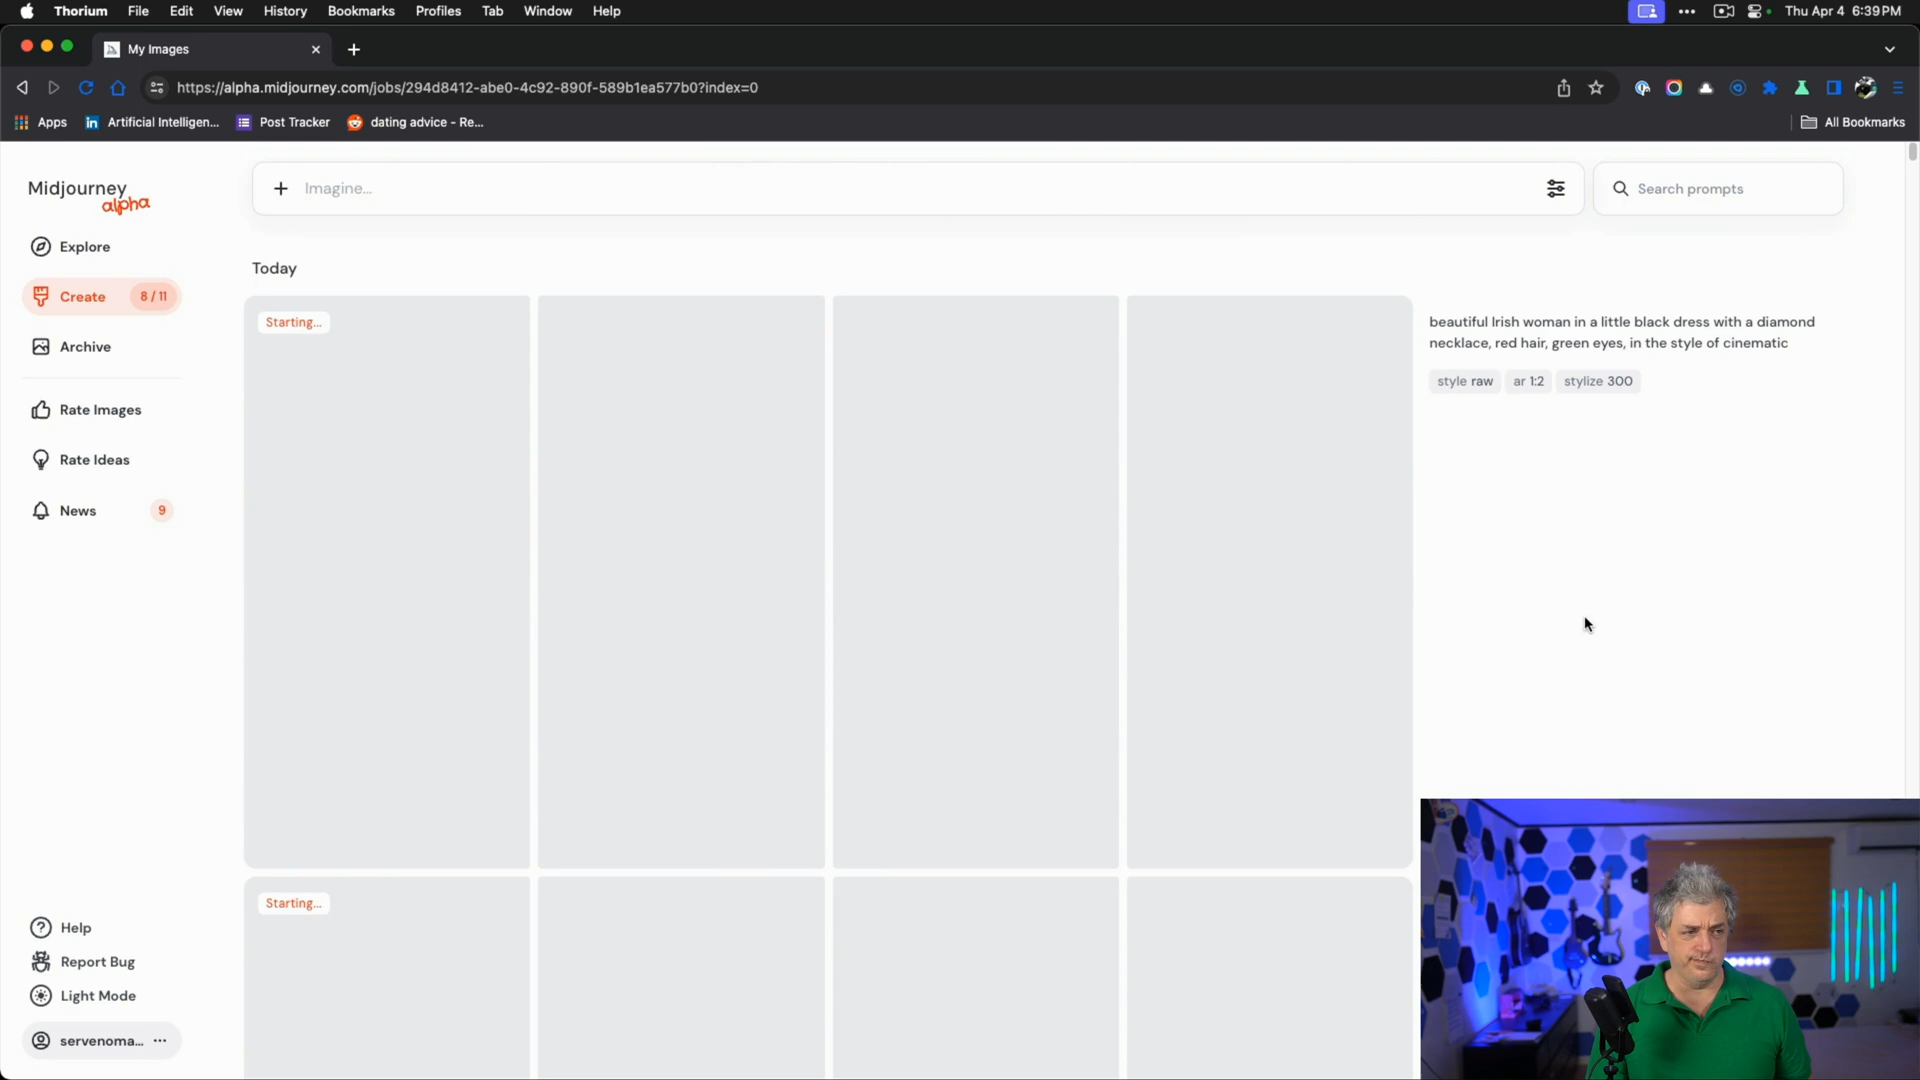 Thorium File Edit View History Bookmarks Profiles Tab Window Help Thu Apr 4 6:39 PM
My Images
https://alpha.midjourney.com/jobs/294d8412-abe0-4c92-890f-589b1ea577b0?index=0
Apps Artificial Intelligen... Post Tracker dating advice - Re... All Bookmarks
Midjourney
alpha
Imagine...
Search prompts
Explore
Create 8 / 11
Archive
Rate Images
Rate Ideas
News 9
Today
Starting...
beautiful Irish woman in a little black dress with a diamond
necklace, red hair, green eyes, in the style of cinematic
style raw ar 1:2 stylize 300
Starting...
Help
Report Bug
Light Mode
servenoma... ...